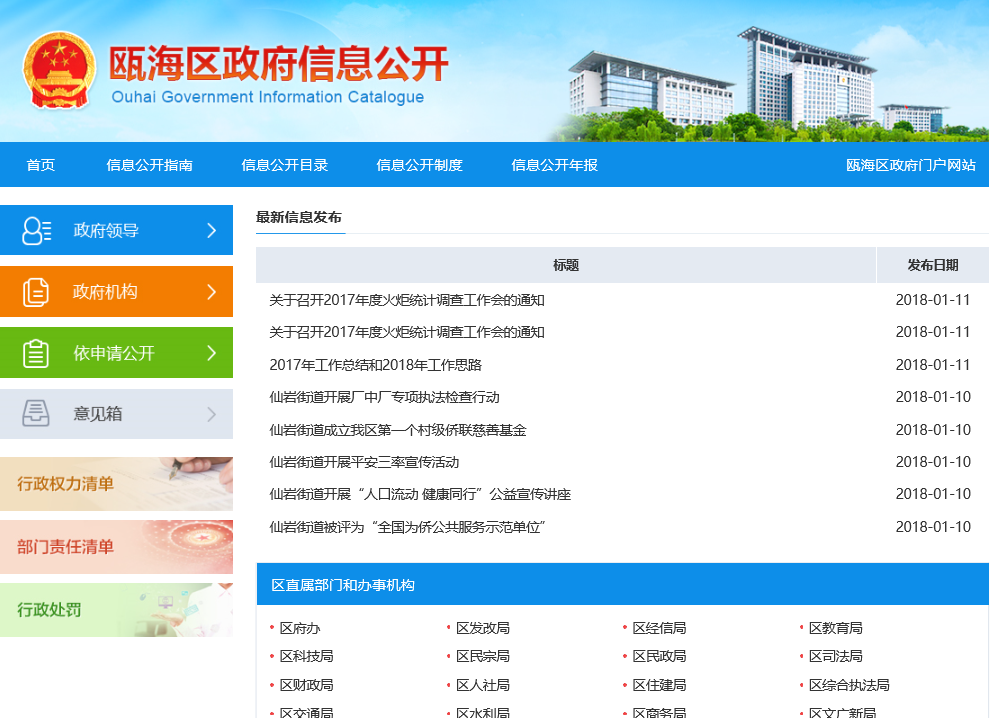 瓯海区政府信息公开
Ouhai Government Information Catalogue
首页 信息公开指南 信息公开目录 信息公开制度 信息公开年报 瓯海区政府门户网站
政府领导
政府机构
依申请公开
意见箱
行政权力清单
部门责任清单
行政处罚
最新信息发布
标题 发布日期
关于召开2017年度火炬统计调查工作会的通知 2018-01-11
关于召开2017年度火炬统计调查工作会的通知 2018-01-11
2017年工作总结和2018年工作思路 2018-01-11
仙岩街道开展厂中厂专项执法检查行动 2018-01-10
仙岩街道成立我区第一个村级侨联慈善基金 2018-01-10
仙岩街道开展平安三率宣传活动 2018-01-10
仙岩街道开展“人口流动 健康同行”公益宣传讲座 2018-01-10
仙岩街道被评为“全国为侨公共服务示范单位” 2018-01-10
区直属部门和办事机构
区府办 区发改局 区经信局 区教育局
区科技局 区民宗局 区民政局 区司法局
区财政局 区人社局 区住建局 区综合执法局
区交通局 区水利局 区商务局 区文广新局